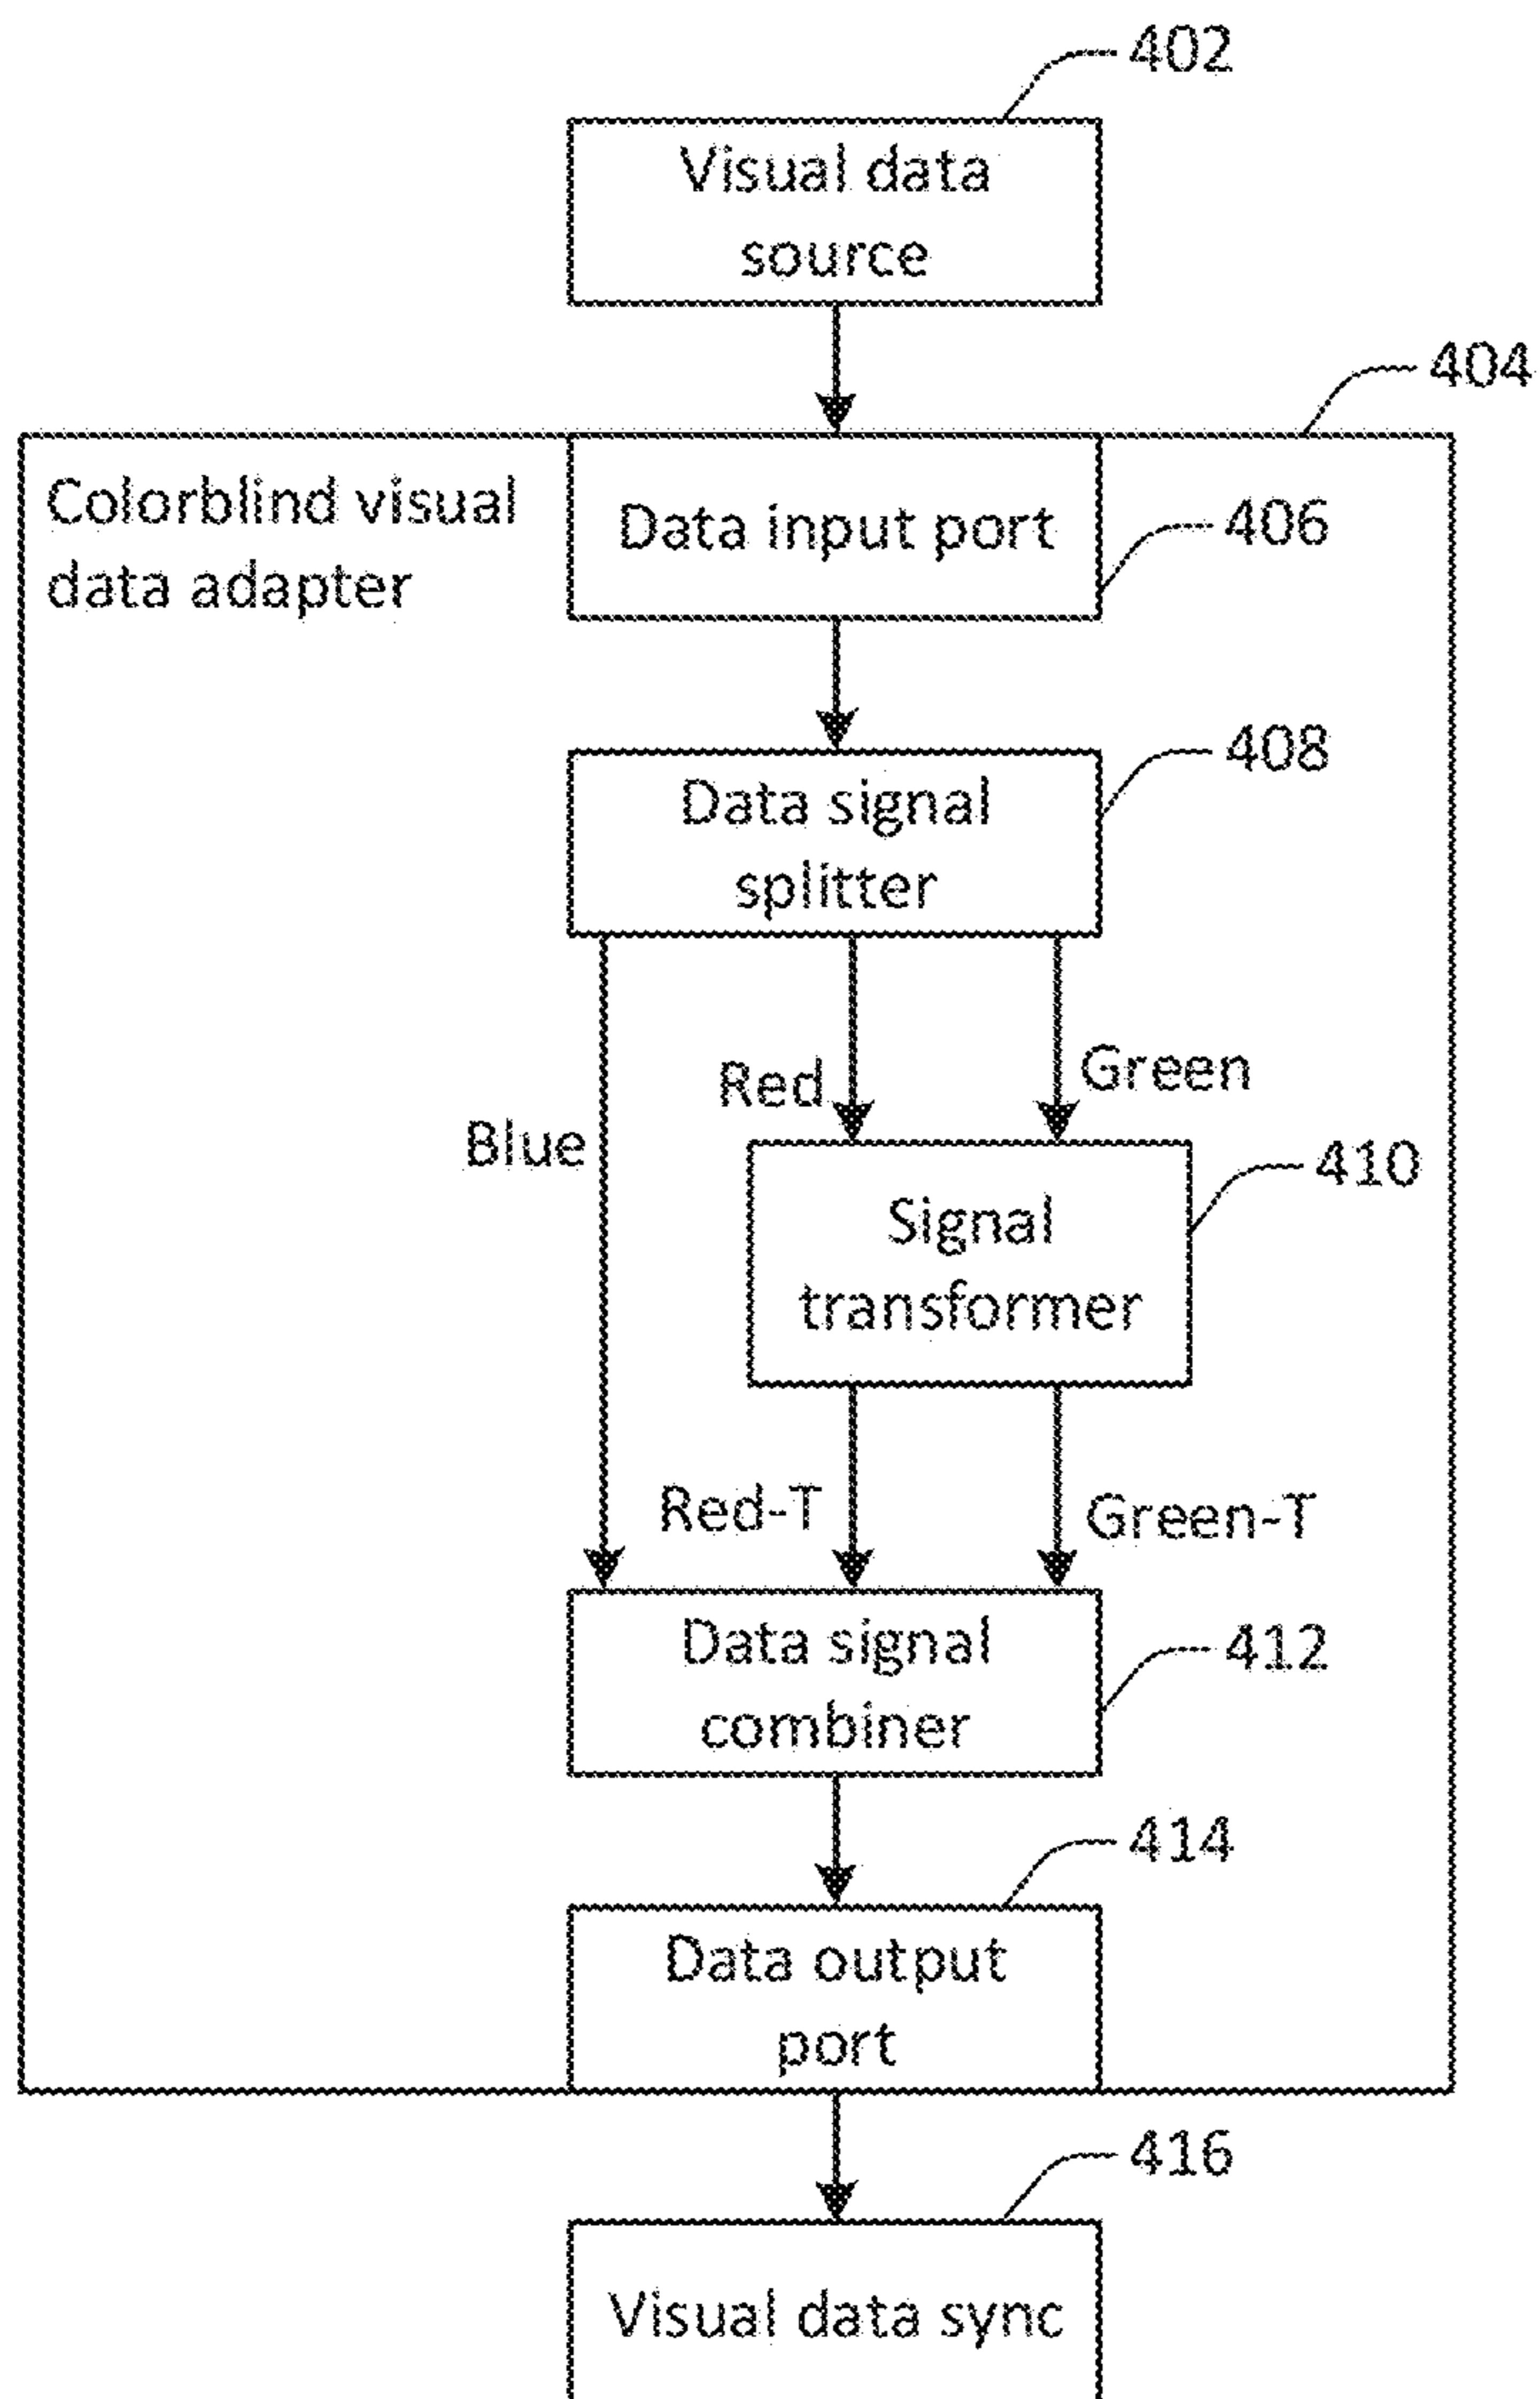 402
Visual data
source
404
Colorblind visual
data adapter
Data input port
406
408
Data signal
splitter
Red
Green
Blue
410
Signal
transformer
Red-T
Green-T
Data signal
combiner
412
414
Data output
port
416
Visual data sync